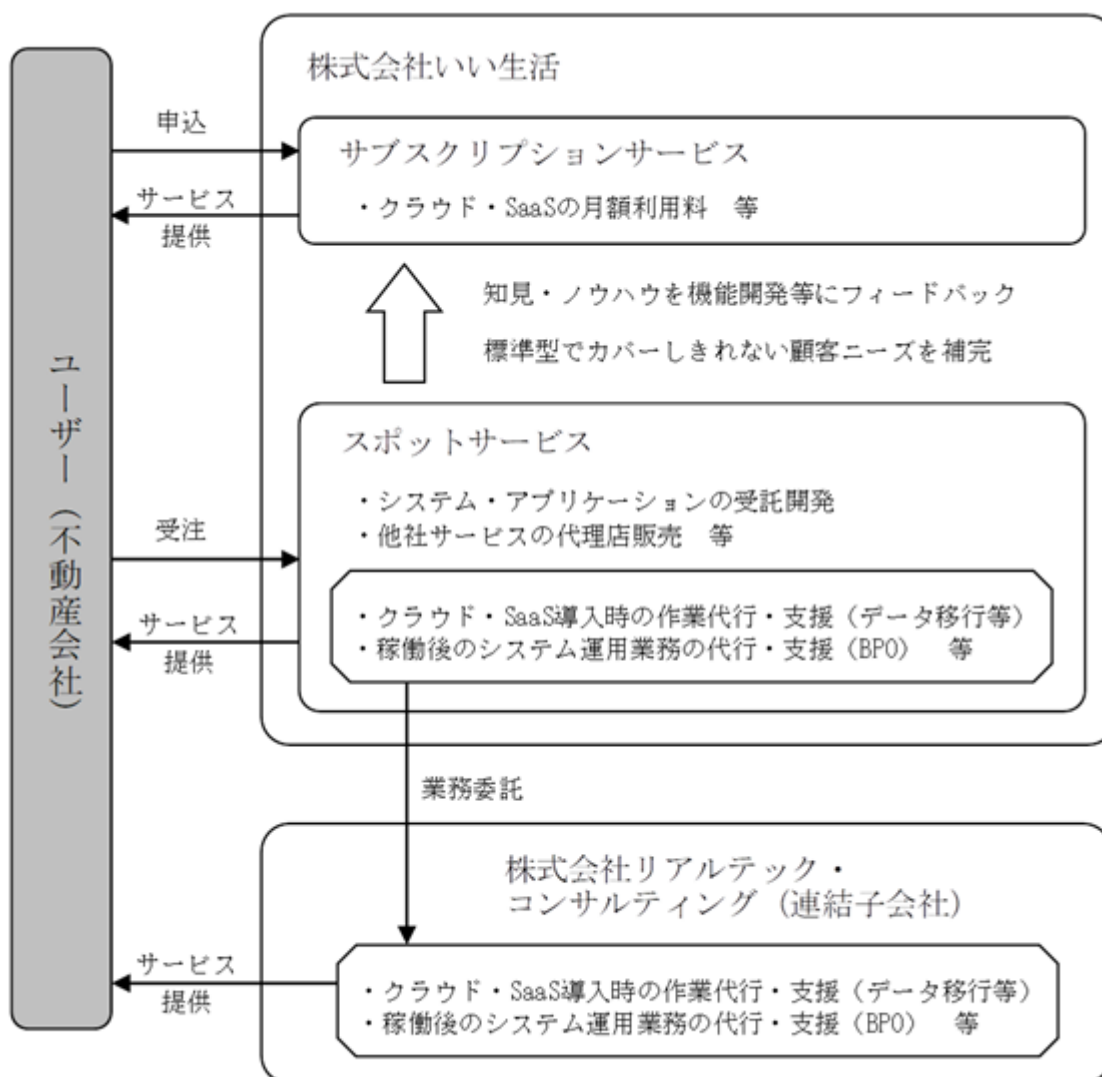 株式会社いい生活
申込
サブスクリプションサービス
・クラウド・SaaSの月額利用料　等
サービス
提供
知見・ノウハウを機能開発等にフィードバック
標準型でカバーしきれない顧客ニーズを補完
ユーザー（不動産会社）
スポットサービス
・システム・アプリケーションの受託開発
・他社サービスの代理店販売　等
受注
・クラウド・SaaS導入時の作業代行・支援（データ移行等）
・稼働後のシステム運用業務の代行・支援（BPO）　等
サービス
提供
業務委託
株式会社リアルテック・
コンサルティング（連結子会社）
サービス
提供
・クラウド・SaaS導入時の作業代行・支援（データ移行等）
・稼働後のシステム運用業務の代行・支援（BPO）　等